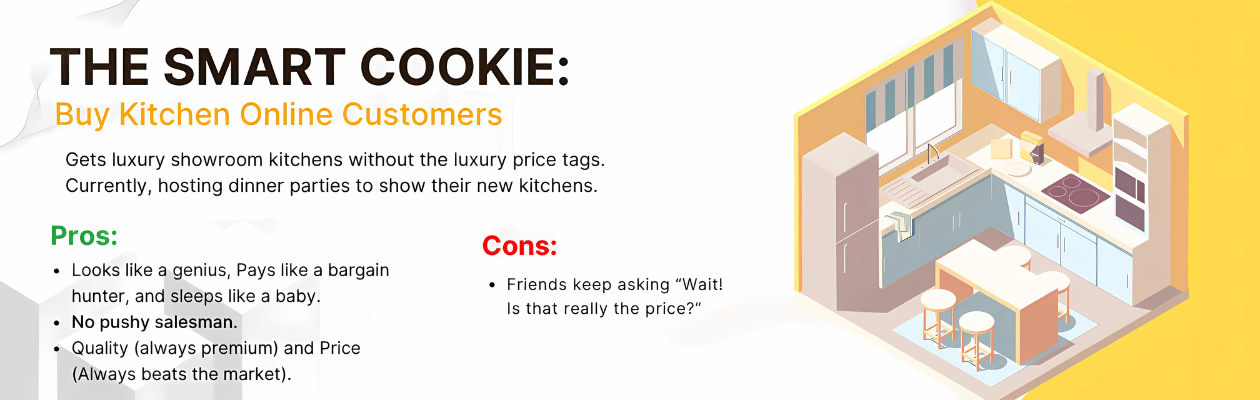 THE SMART COOKIE:
Buy Kitchen Online Customers
Gets luxury showroom kitchens without the luxury price tags.
Currently, hosting dinner parties to show their new kitchens.
Pros:
• Looks like a genius, Pays like a bargain
hunter, and sleeps like a baby.
• No pushy salesman.
• Quality (always premium) and Price
(Always beats the market).
Cons:
• Friends keep asking “Wait!
Is that really the price?”